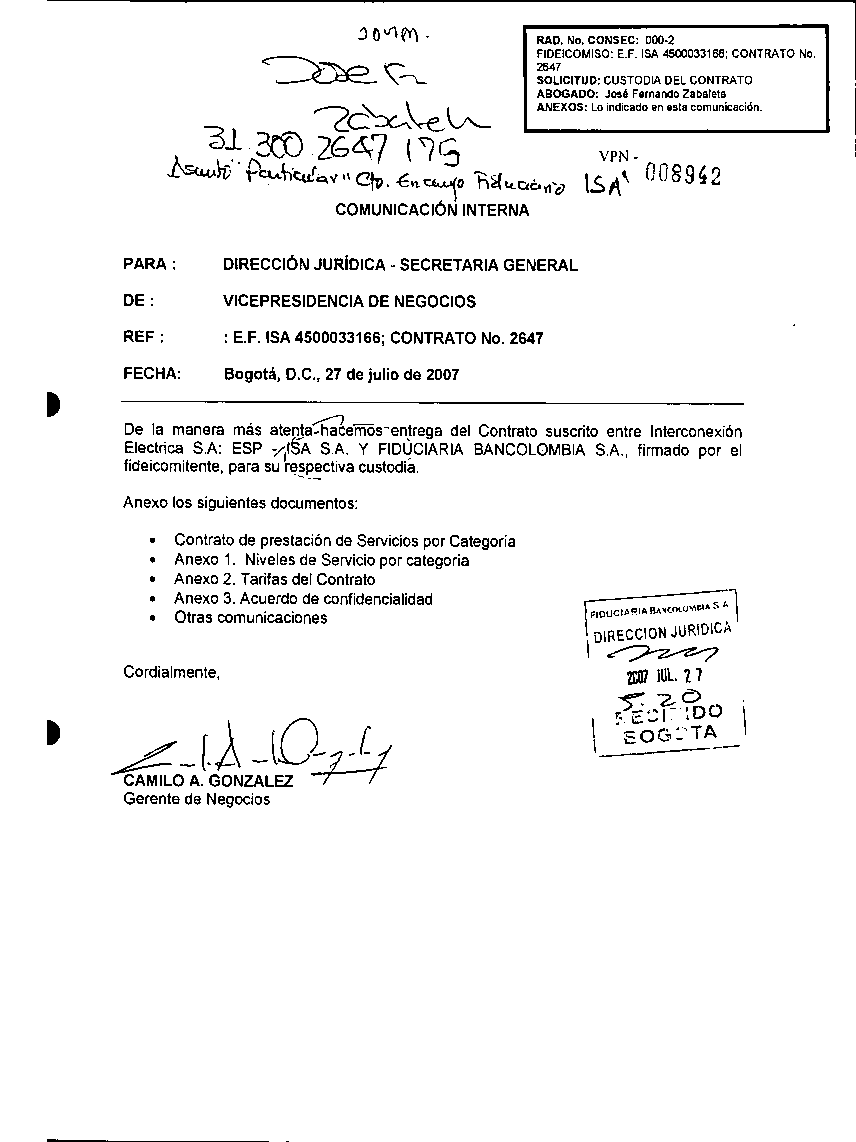 RAD. No. CONSEC: 000-2
FIDEICOMISO: E.F. ISA 4500033166; CONTRATO No.
2647
SOLICITUD: CUSTODIA DEL CONTRATO
ABOGADO: José Fernando Zabaleta
ANEXOS: Lo indicado en esta comunicación.
Jose F.
Zabaleta
31 300 2647 175
Asunto "Particular" Cto. Encargo Fiduciario ISA
VPN - 008942
COMUNICACIÓN INTERNA
PARA : DIRECCIÓN JURÍDICA - SECRETARIA GENERAL
DE : VICEPRESIDENCIA DE NEGOCIOS
REF : : E.F. ISA 4500033166; CONTRATO No. 2647
FECHA: Bogotá, D.C., 27 de julio de 2007
De la manera más atenta hacemos entrega del Contrato suscrito entre Interconexión
Electrica S.A: ESP - ISA S.A. Y FIDUCIARIA BANCOLOMBIA S.A., firmado por el
fideicomitente, para su respectiva custodia.
Anexo los siguientes documentos:
• Contrato de prestación de Servicios por Categoría
• Anexo 1. Niveles de Servicio por categoria
• Anexo 2. Tarifas del Contrato
• Anexo 3. Acuerdo de confidencialidad
• Otras comunicaciones
FIDUCIARIA BANCOLOMBIA S.A
DIRECCION JURIDICA
2007 JUL. 27
5:20
RECIBIDO
BOGOTA
Cordialmente,
CAMILO A. GONZALEZ
Gerente de Negocios